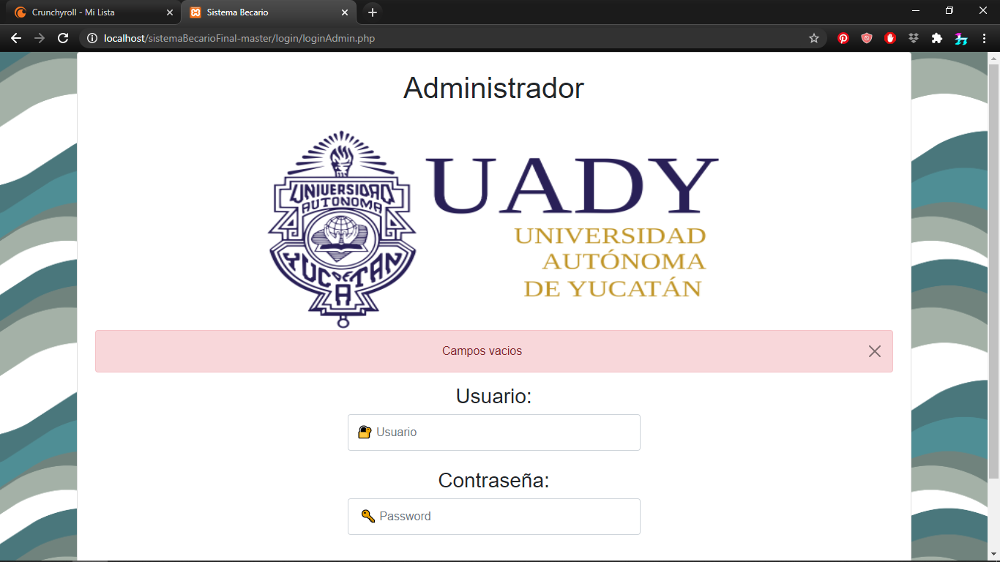 Crunchyroll - Mi Lista
Sistema Becario
localhost/sistemaBecarioFinal-master/login/loginAdmin.php
Administrador
UNIVERSIDAD
AUTONOMA
DE
YUCATAN
UADY
UNIVERSIDAD
AUTÓNOMA
DE YUCATÁN
Campos vacios
Usuario:
Usuario
Contraseña:
Password